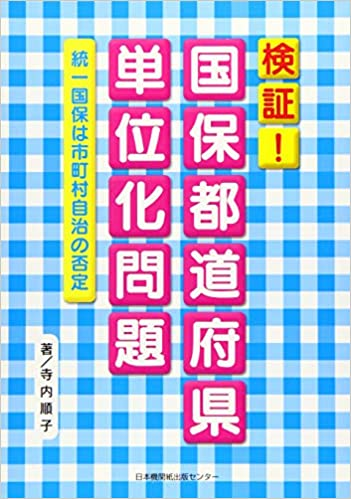 検証!
国保都道府県
単位化問題
統一国保は市町村自治の否定
著/寺内順子
日本機関紙出版センター